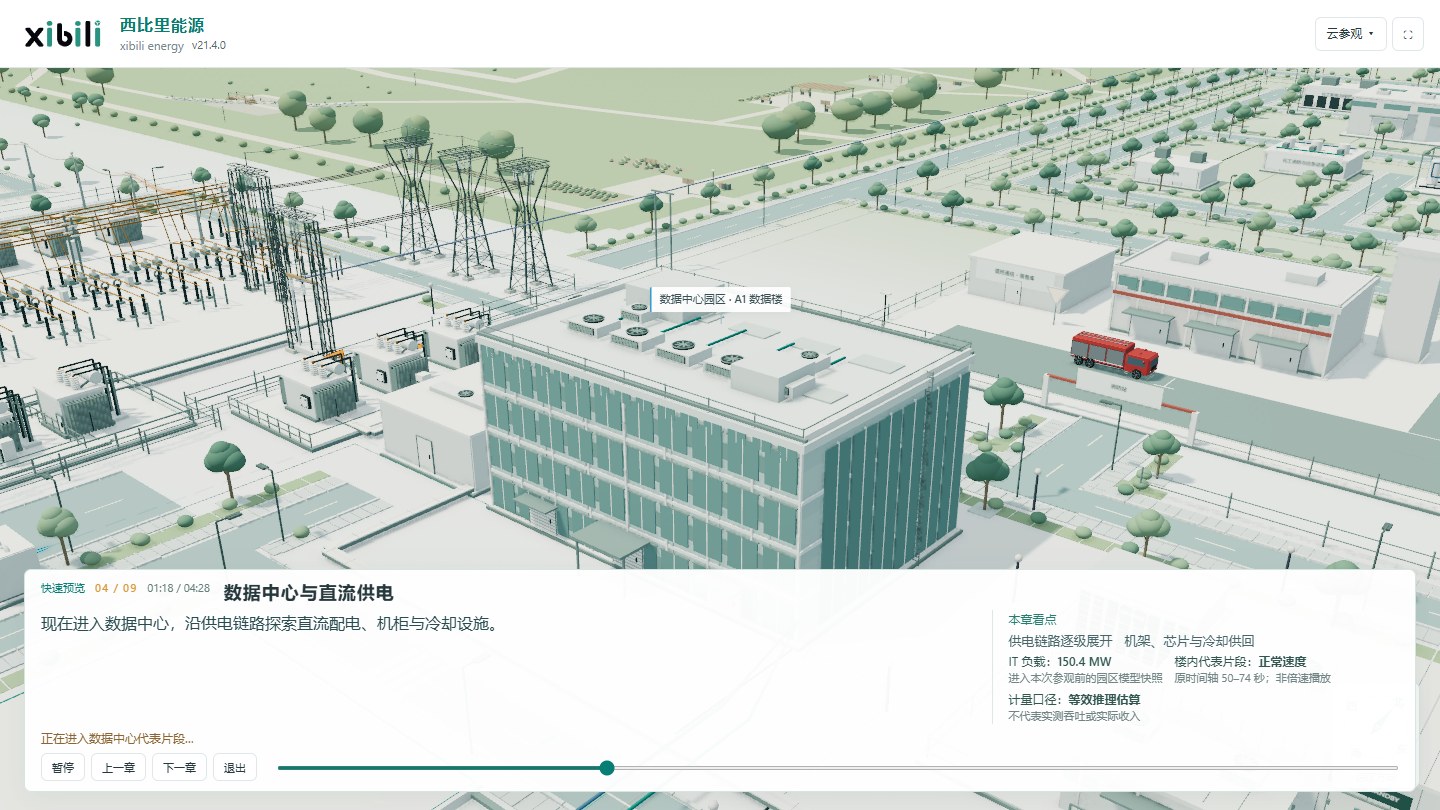 xibili
西比里能源
xibili energy v21.4.0
云参观
数据中心园区 · A1 数据楼
快速预览 04 / 09 01:18 / 04:28 数据中心与直流供电
现在进入数据中心，沿供电链路探索直流配电、机柜与冷却设施。
本章看点
供电链路逐级展开 机架、芯片与冷却供回
IT 负载：150.4 MW 楼内代表片段：正常速度
进入本次参观前的园区模型快照 原时间轴 50–74 秒；非倍速播放
计量口径：等效推理估算
不代表实测吞吐或实际收入
正在进入数据中心代表片段...
暂停 上一章 下一章 退出